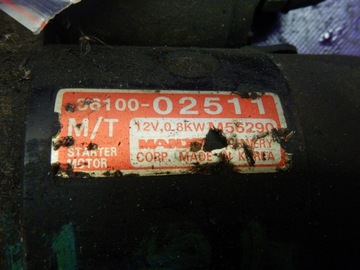 36100-02511
M/T 12V, 0.8KW M55290
STARTER MOTOR
CORP. MADE IN KOREA